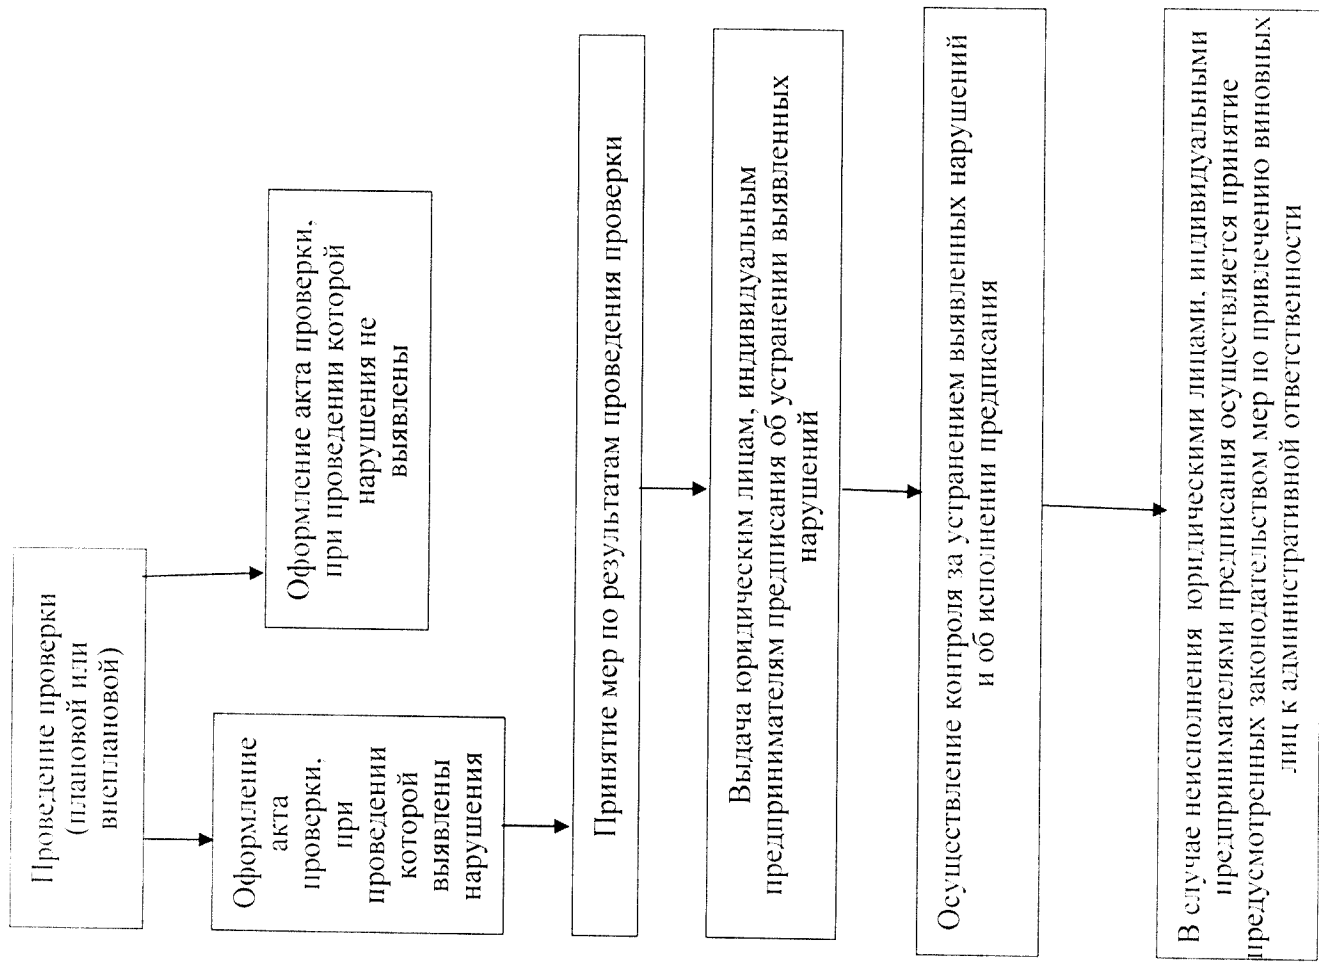 Проведение проверки
(плановой или
внеплановой)
Оформление
акта
проверки,
при
проведении
которой
выявлены
нарушения
Оформление акта проверки,
при проведении которой
нарушения не
выявлены
Принятие мер по результатам проведения проверки
Выдача юридическим лицам, индивидуальным
предпринимателям предписания об устранении выявленных
нарушений
Осуществление контроля за устранением выявленных нарушений
и об исполнении предписания
В случае неисполнения юридическими лицами, индивидуальными
предпринимателями предписания осуществляется принятие
предусмотренных законодательством мер по привлечению виновных
лиц к административной ответственности